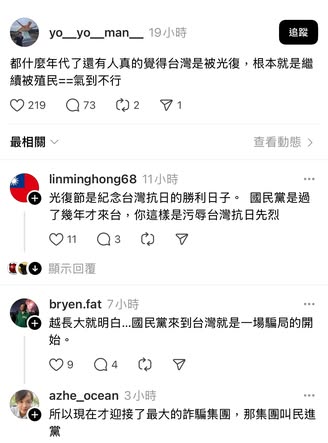 yo__yo__man__ 19小時
追蹤
都什麼年代了還有人真的覺得台灣是被光復，根本就是繼
續被殖民==氣到不行
219 73 2 1
最相關 查看動態
linminghong68 11小時
光復節是紀念台灣抗日的勝利日子。 國民黨是過
了幾年才來台，你這樣是污辱台灣抗日先烈
11 3
顯示回覆
bryen.fat 7小時
越長大就明白...國民黨來到台灣就是一場騙局的開
始。
9 4
azhe_ocean 3小時
所以現在才迎接了最大的詐騙集團，那集團叫民進
黨